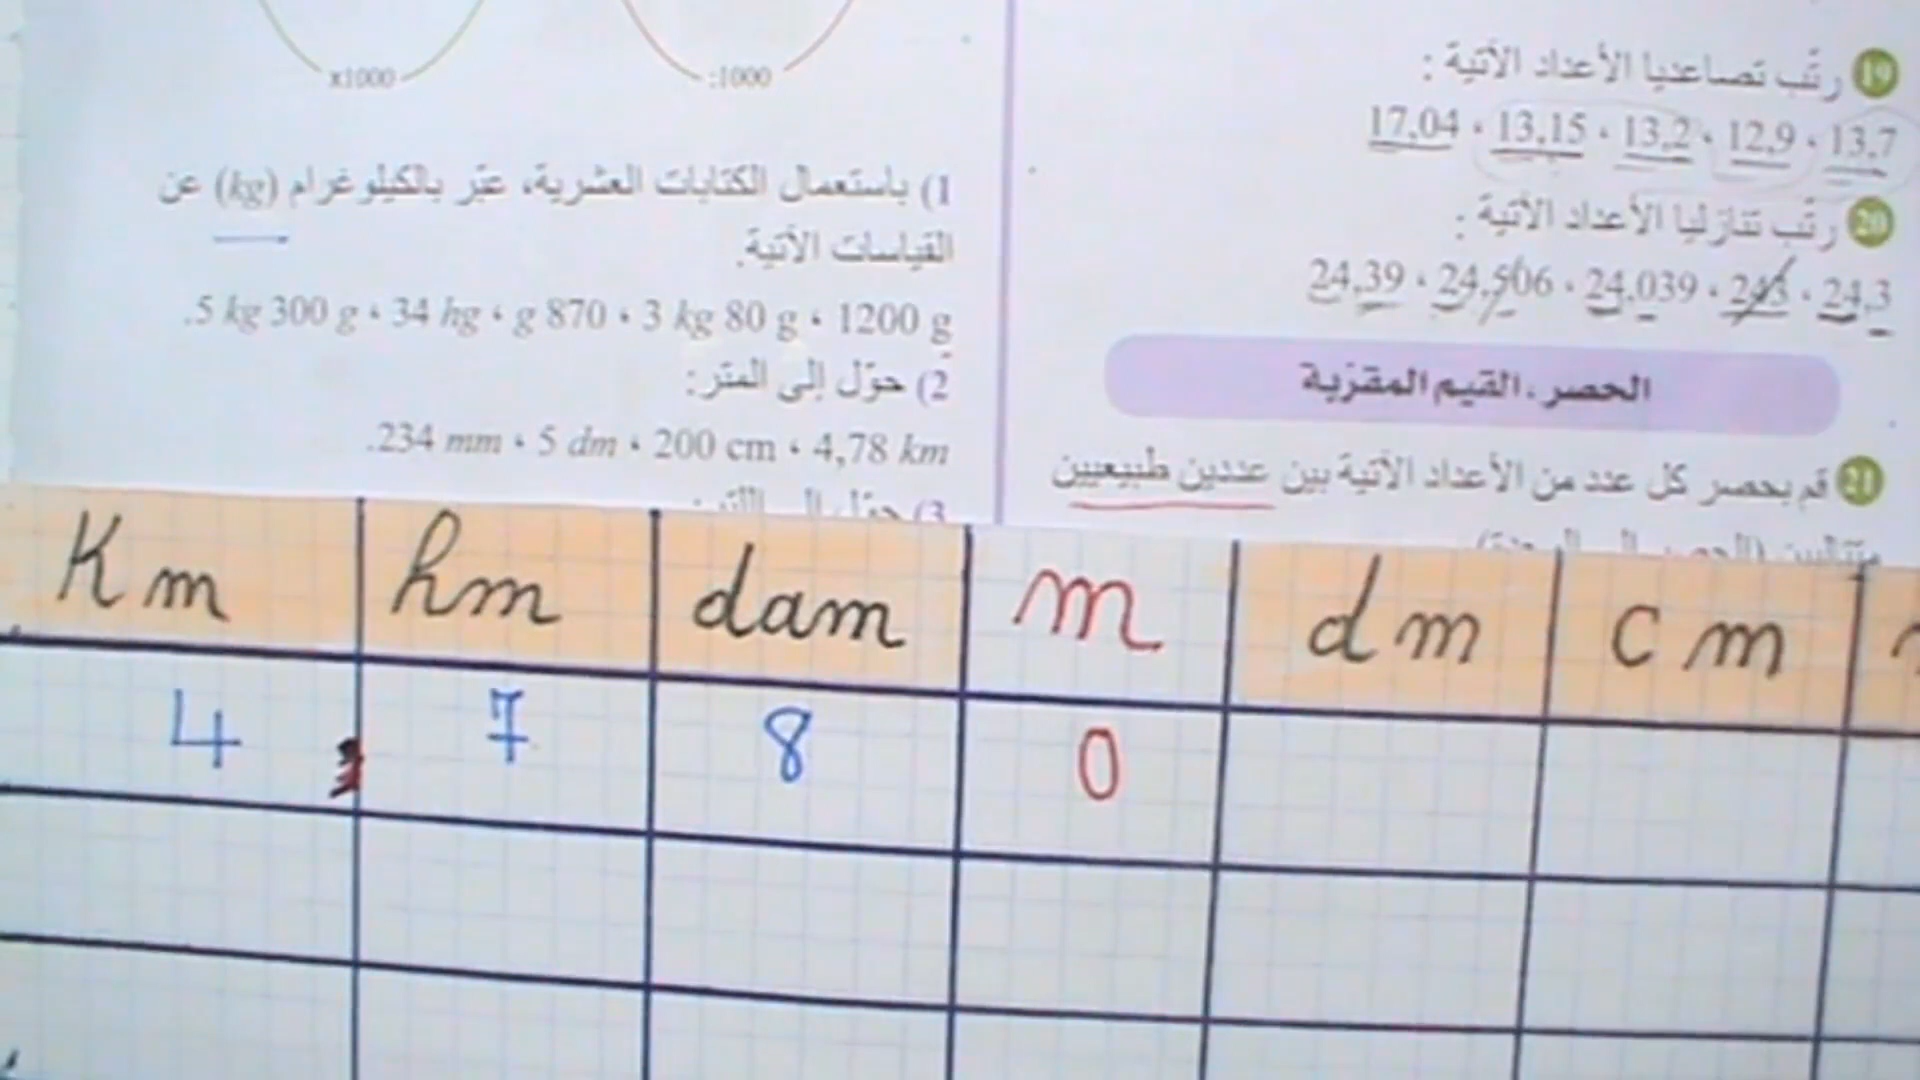 19 رتّب تصاعديا الأعداد الآتية :
13,7 ، 12,9 ، 13,2 ، 13,15 ، 17,04
20 رتّب تنازليا الأعداد الآتية :
24,3 ، 243 ، 24,039 ، 24,506 ، 24,39
الحصر، القيم المقرّبة
21 قم بحصر كل عدد من الأعداد الآتية بين عددين طبيعيين
x1000 :1000
1) باستعمال الكتابات العشرية، عبّر بالكيلوغرام (kg) عن
القياسات الآتية.
1200 g ، 3 kg 80 g ، 870 g ، 34 hg ، 5 kg 300 g.
2) حوّل إلى المتر:
4,78 km ، 200 cm ، 5 dm ، 234 mm.
Km hm dam m dm cm
4 , 7 8 0